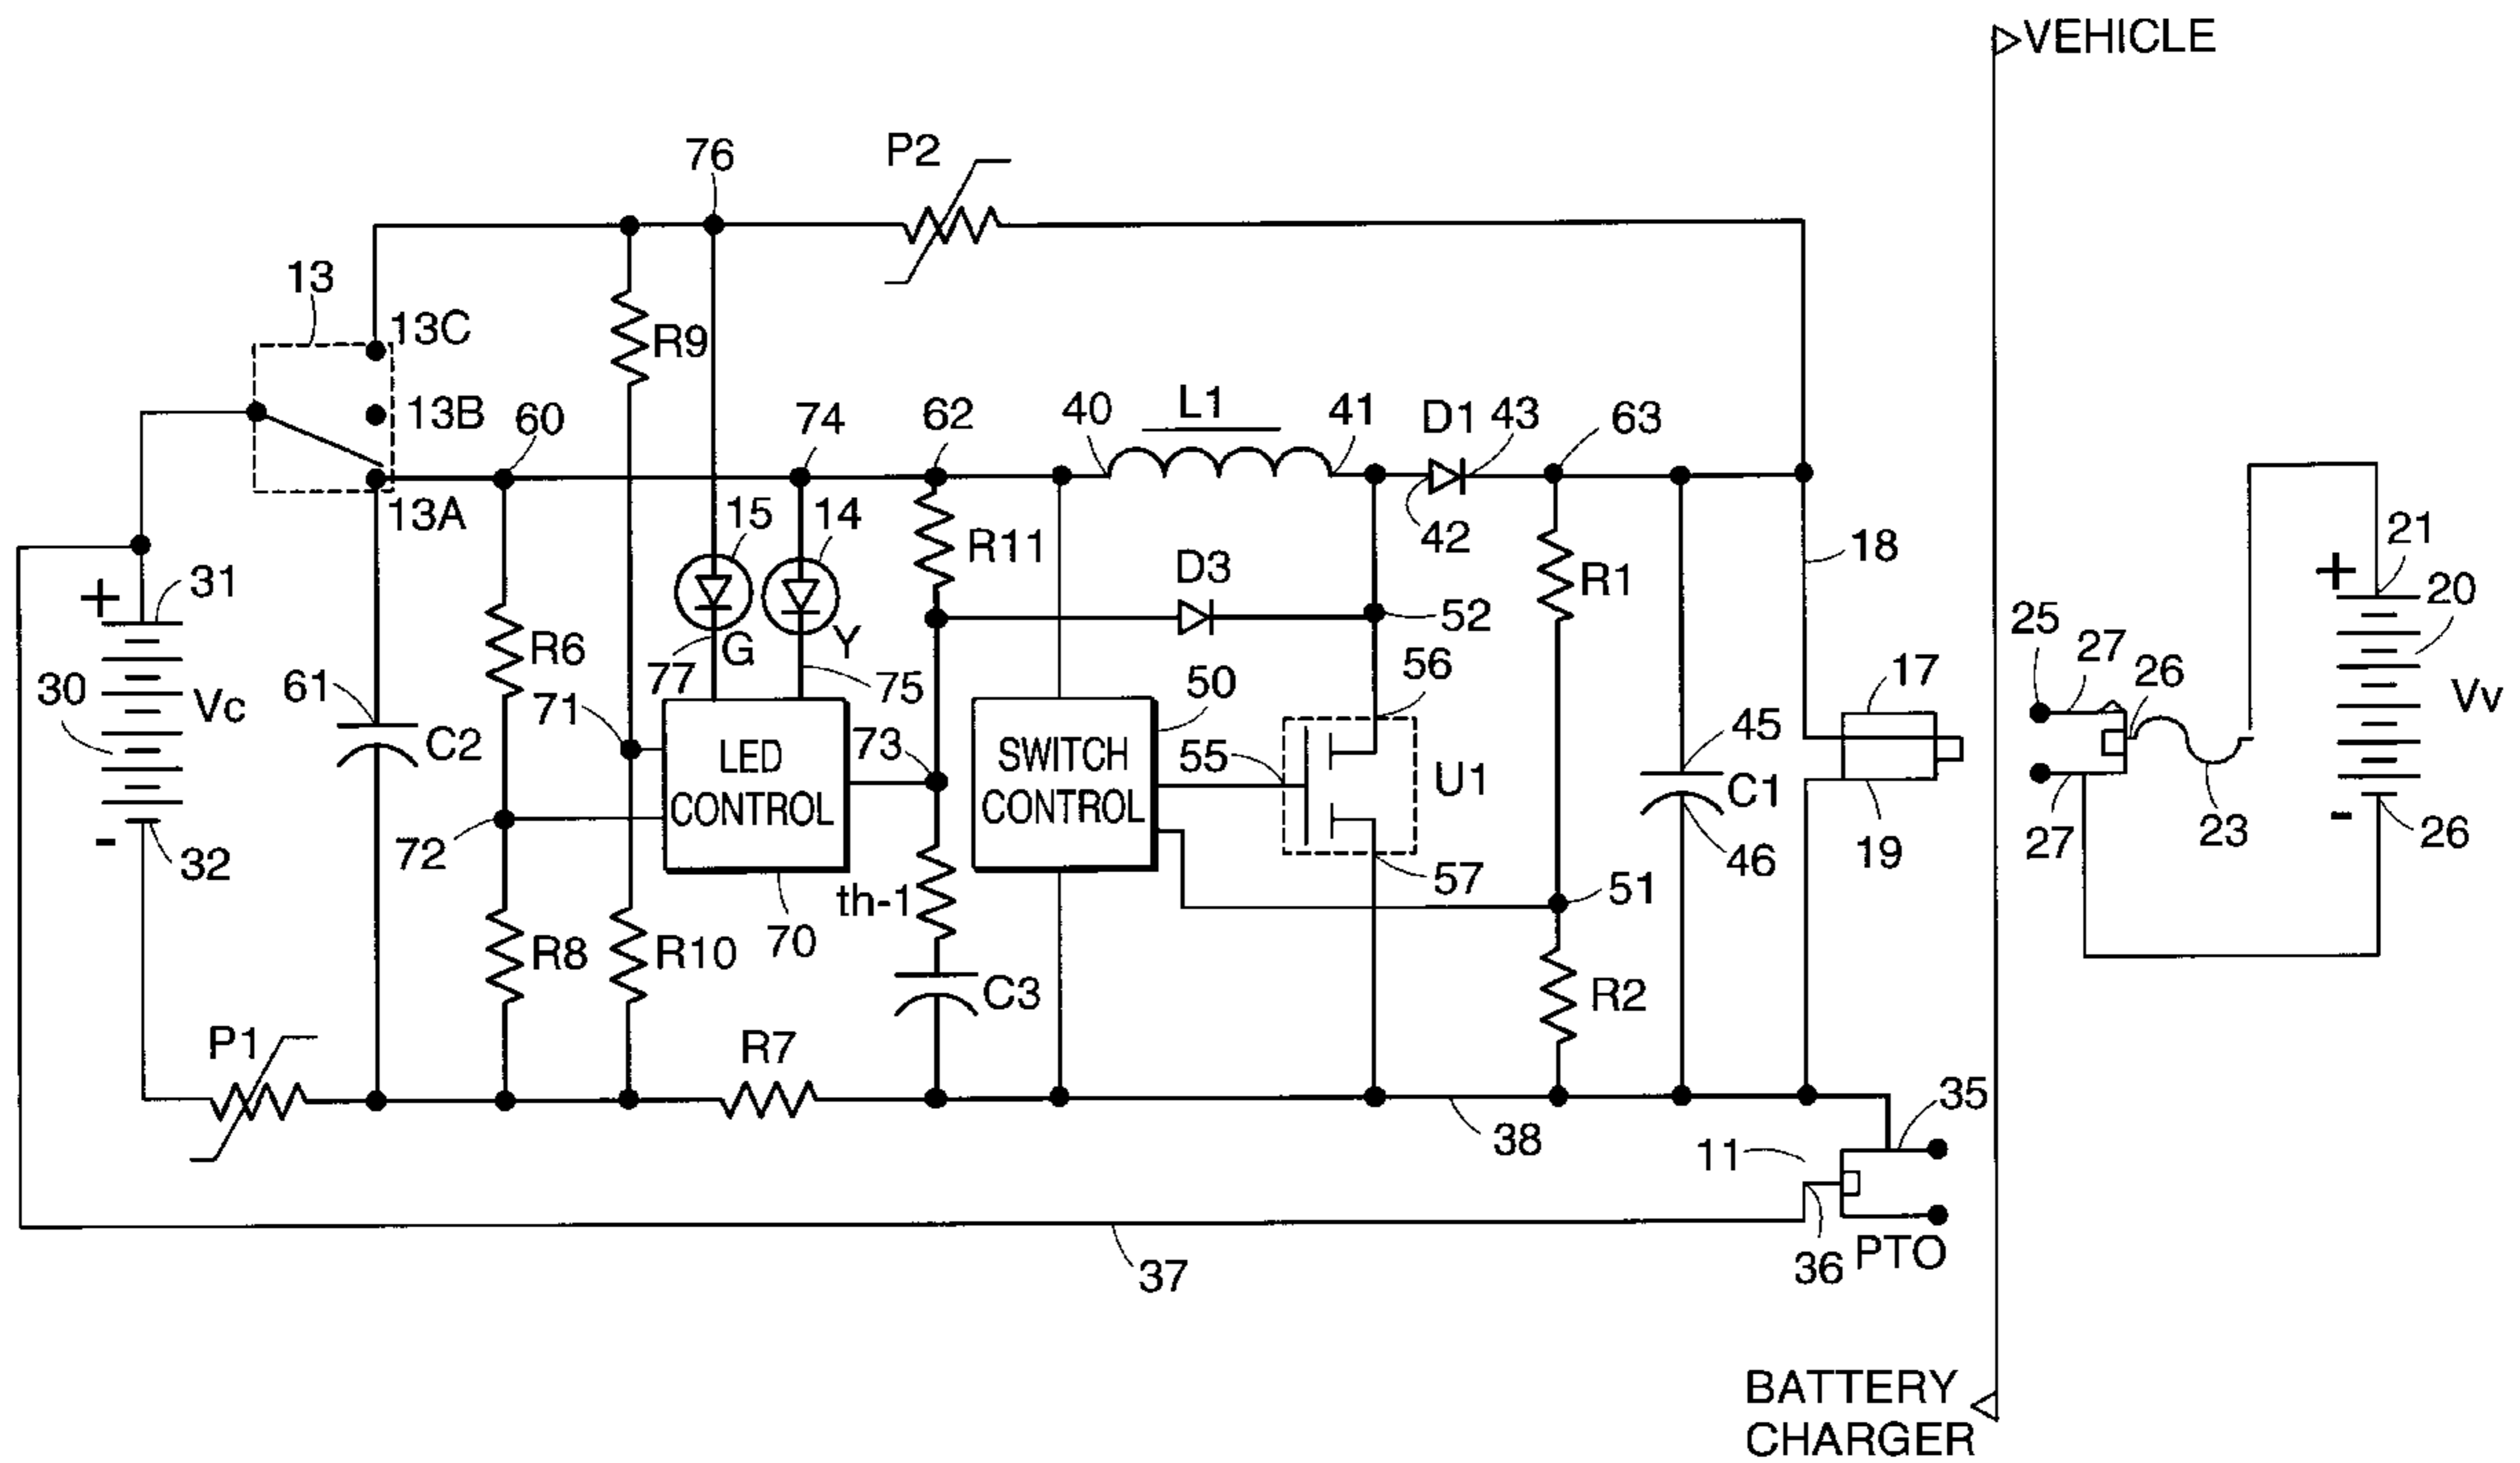 VEHICLE
76
P2
13
13C
R9
13B
60
74
62
40
L1
41
D1
43
63
13A
15
14
R11
42
18
21
+
D3
R1
20
+
31
52
25
R6
G
Y
27
77
56
17
26
30
Vc
61
75
50
Vv
71
C2
73
LED
CONTROL
SWITCH
CONTROL
55
U1
45
C1
-
72
32
27
19
23
26
-
46
th-1
57
51
70
R8
R10
C3
R2
P1
R7
35
38
11
36
PTO
37
BATTERY
CHARGER